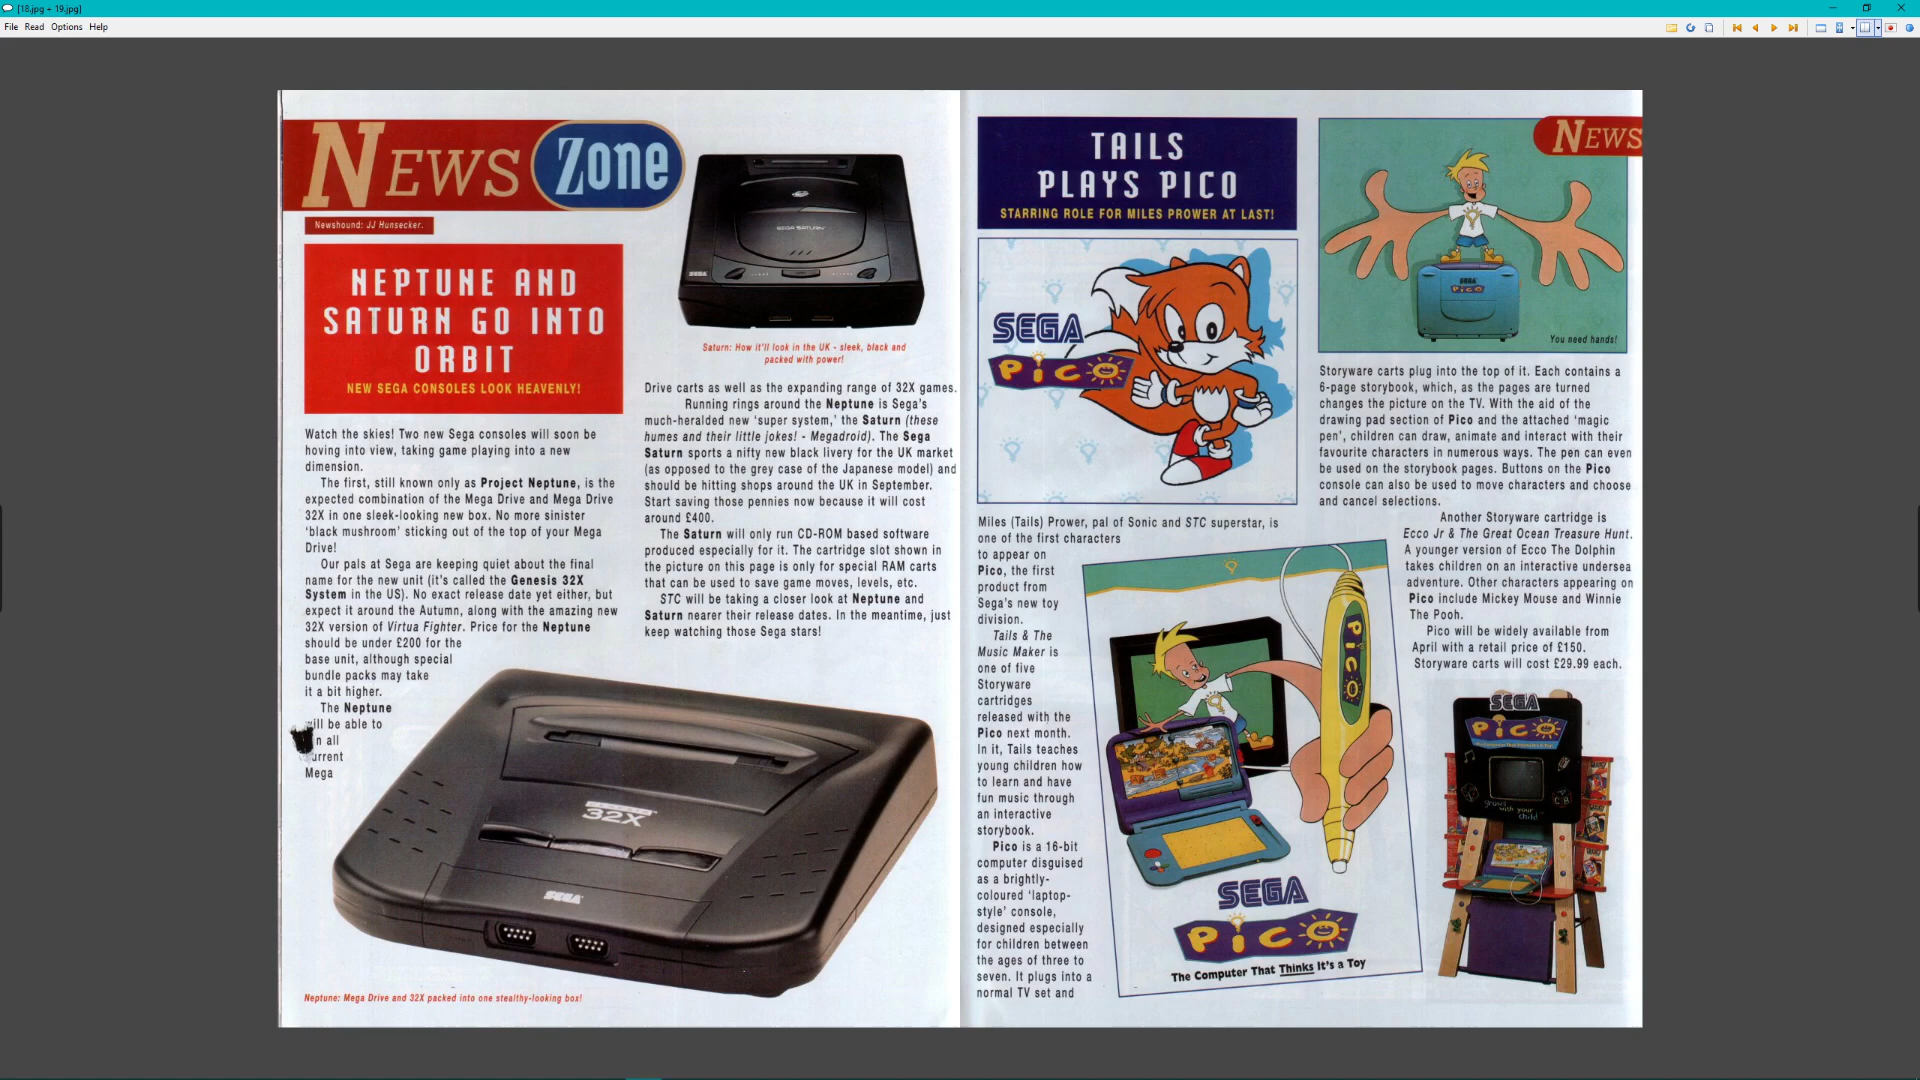 [18.jpg + 19.jpg]
File Read Options Help
NEWS Zone
Newshound: JJ Hunsecker.
NEPTUNE AND
SATURN GO INTO
ORBIT
NEW SEGA CONSOLES LOOK HEAVENLY!
Watch the skies! Two new Sega consoles will soon be
hoving into view, taking game playing into a new
dimension.
The first, still known only as Project Neptune, is the
expected combination of the Mega Drive and Mega Drive
32X in one sleek-looking new box. No more sinister
'black mushroom' sticking out of the top of your Mega
Drive!
Our pals at Sega are keeping quiet about the final
name for the new unit (it's called the Genesis 32X
System in the US). No exact release date yet either, but
expect it around the Autumn, along with the amazing new
32X version of Virtua Fighter. Price for the Neptune
should be under £200 for the
base unit, although special
bundle packs may take
it a bit higher.
The Neptune
will be able to
n all
urrent
Mega
32X
SEGA
Neptune: Mega Drive and 32X packed into one stealthy-looking box!
SEGA SATURN
SEGA
Saturn: How it'll look in the UK - sleek, black and
packed with power!
Drive carts as well as the expanding range of 32X games.
Running rings around the Neptune is Sega's
much-heralded new 'super system,' the Saturn (these
humes and their little jokes! - Megadroid). The Sega
Saturn sports a nifty new black livery for the UK market
(as opposed to the grey case of the Japanese model) and
should be hitting shops around the UK in September.
Start saving those pennies now because it will cost
around £400.
The Saturn will only run CD-ROM based software
produced especially for it. The cartridge slot shown in
the picture on this page is only for special RAM carts
that can be used to save game moves, levels, etc.
STC will be taking a closer look at Neptune and
Saturn nearer their release dates. In the meantime, just
keep watching those Sega stars!
TAILS
PLAYS PICO
STARRING ROLE FOR MILES PROWER AT LAST!
SEGA
PiCO
Miles (Tails) Prower, pal of Sonic and STC superstar, is
one of the first characters
to appear on
Pico, the first
product from
Sega's new toy
division.
Tails & The
Music Maker is
one of five
Storyware
cartridges
released with the
Pico next month.
In it, Tails teaches
young children how
to learn and have
fun music through
an interactive
storybook.
Pico is a 16-bit
computer disguised
as a brightly-
coloured 'laptop-
style' console,
designed especially
for children between
the ages of three to
seven. It plugs into a
normal TV set and
PiCO
SEGA
PiCO
The Computer That Thinks It's a Toy
NEWS
SEGA
PiCO
You need hands!
Storyware carts plug into the top of it. Each contains a
6-page storybook, which, as the pages are turned
changes the picture on the TV. With the aid of the
drawing pad section of Pico and the attached 'magic
pen', children can draw, animate and interact with their
favourite characters in numerous ways. The pen can even
be used on the storybook pages. Buttons on the Pico
console can also be used to move characters and choose
and cancel selections.
Another Storyware cartridge is
Ecco Jr & The Great Ocean Treasure Hunt.
A younger version of Ecco The Dolphin
takes children on an interactive undersea
adventure. Other characters appearing on
Pico include Mickey Mouse and Winnie
The Pooh.
Pico will be widely available from
April with a retail price of £150.
Storyware carts will cost £29.99 each.
SEGA
PiCO
grows
with your
child